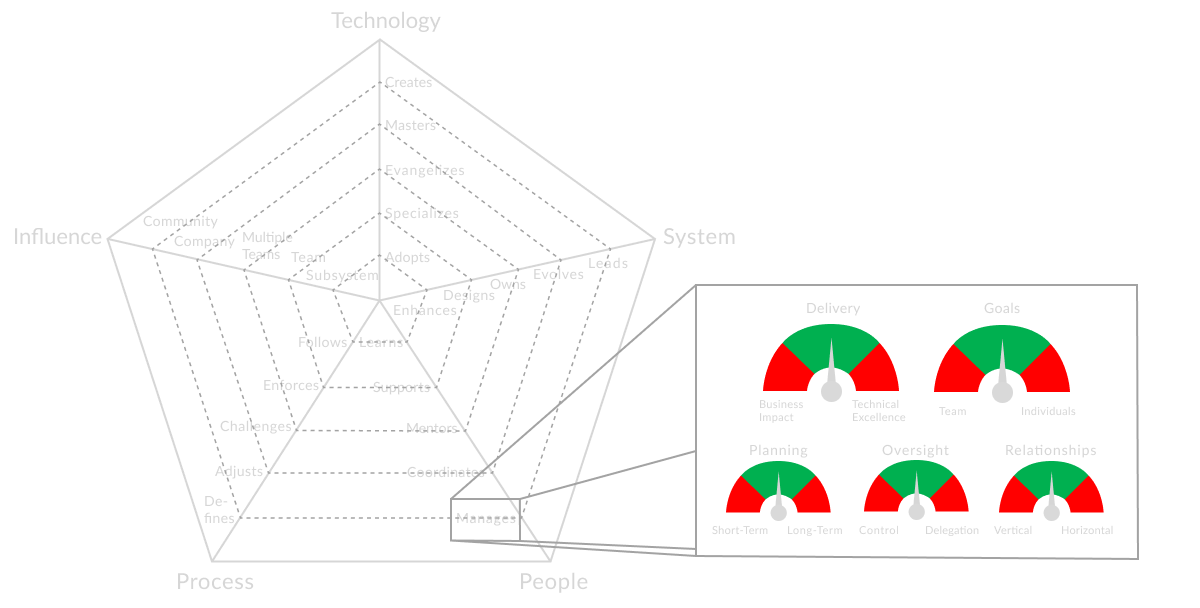 Technology
Creates
Masters
Evangelizes
Specializes
Adopts
Influence
Community
Company
Multiple
Teams
Team
Subsystem
System
Leads
Evolves
Owns
Designs
Enhances
Follows
Learns
Enforces
Supports
Challenges
Mentors
Adjusts
Coordinates
De-
fines
Manages
Process
People
Delivery
Goals
Business
Impact
Technical
Excellence
Team
Individuals
Planning
Oversight
Relationships
Short-Term
Long-Term
Control
Delegation
Vertical
Horizontal